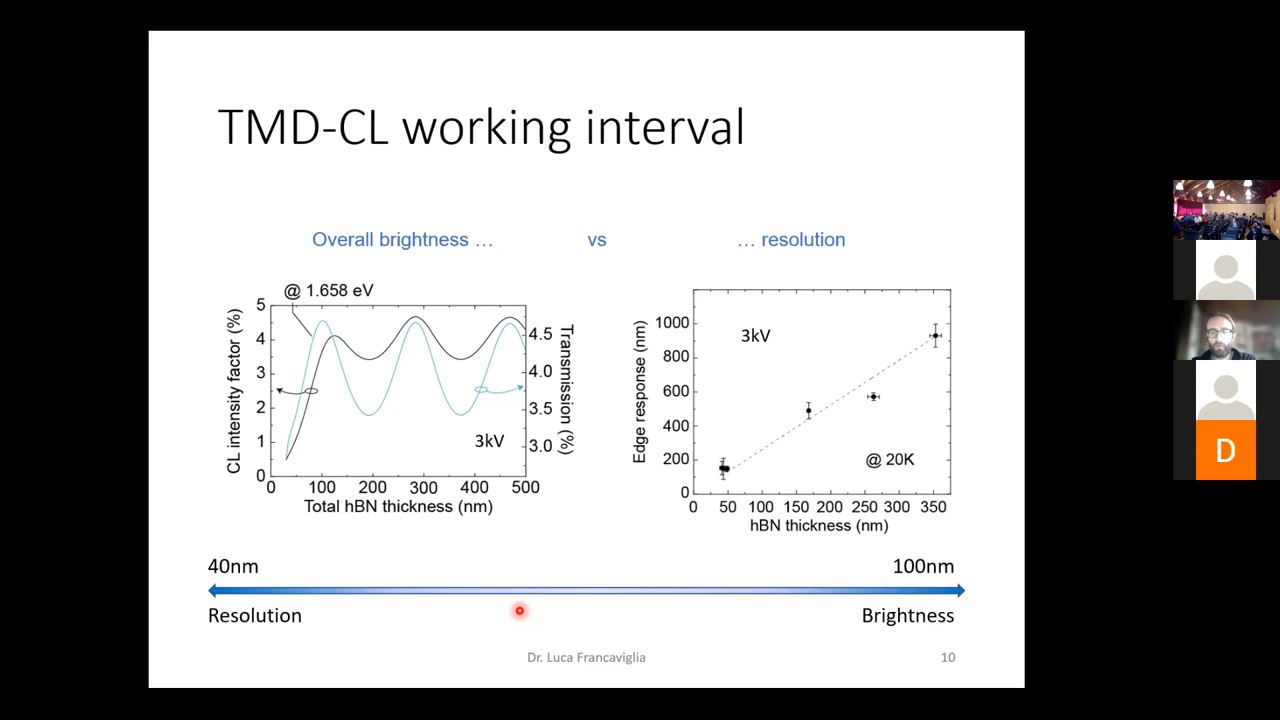 TMD-CL working interval
Overall brightness … vs … resolution
@ 1.658 eV
CL intensity factor (%)
5
4
3
2
1
0
4.5
4.0
3.5
3.0
Transmission (%)
3kV
0 100 200 300 400 500
Total hBN thickness (nm)
Edge response (nm)
1000
800
600
400
200
0
3kV
@ 20K
0 50 100 150 200 250 300 350
hBN thickness (nm)
40nm 100nm
Resolution Brightness
Dr. Luca Francaviglia 10
D